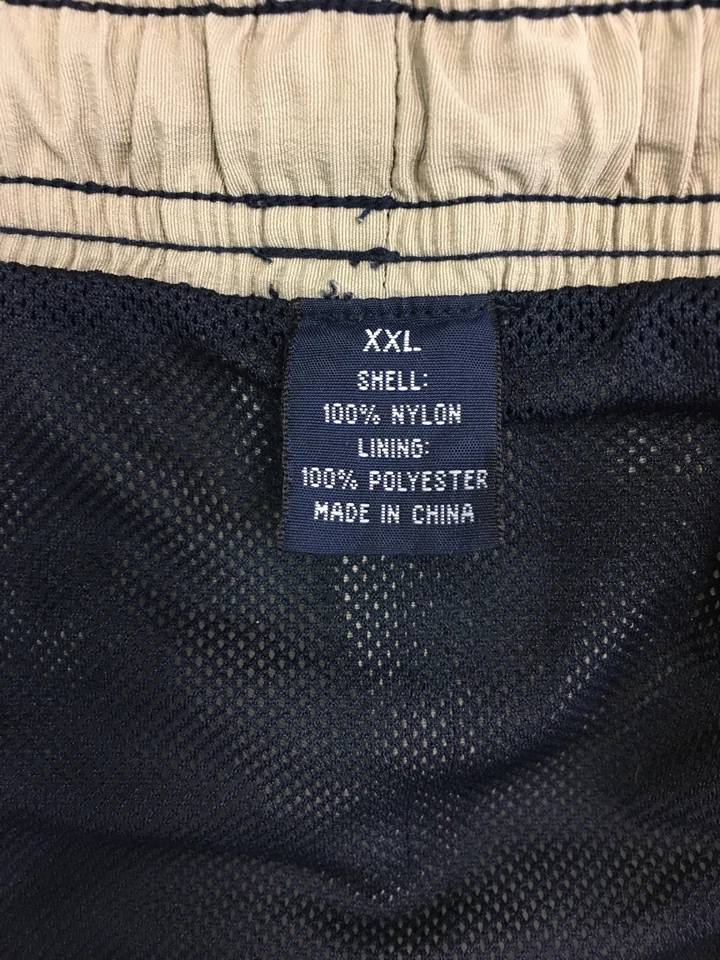 XXL
SHELL:
100% NYLON
LINING:
100% POLYESTER
MADE IN CHINA